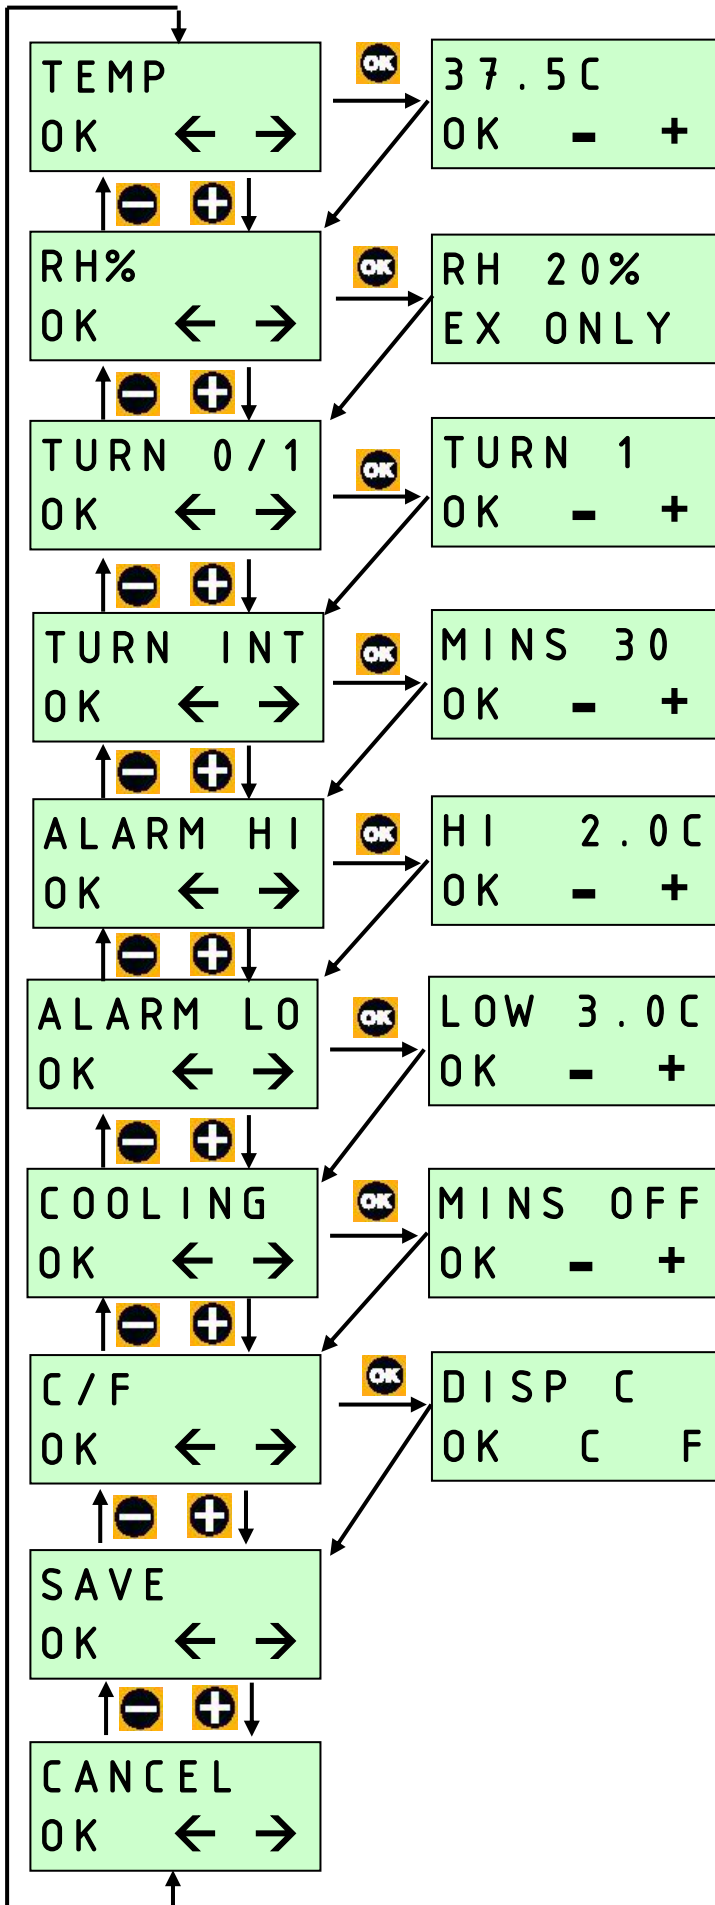 TEMP
OK ← →
OK
37.5C
OK - +
RH%
OK ← →
OK
RH 20%
EX ONLY
TURN 0/1
OK ← →
OK
TURN 1
OK - +
TURN INT
OK ← →
OK
MINS 30
OK - +
ALARM HI
OK ← →
OK
HI 2.0C
OK - +
ALARM LO
OK ← →
OK
LOW 3.0C
OK - +
COOLING
OK ← →
OK
MINS OFF
OK - +
C/F
OK ← →
OK
DISP C
OK C F
SAVE
OK ← →
CANCEL
OK ← →